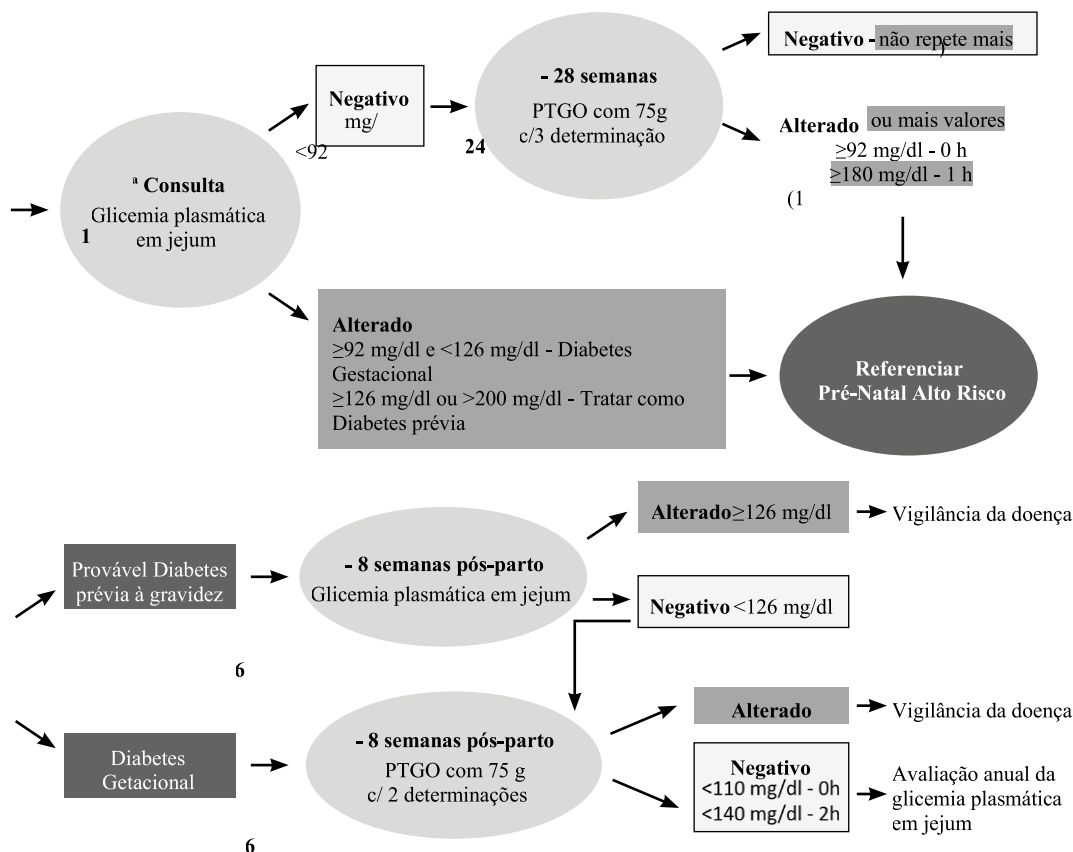 Negativo - não repete mais
)
- 28 semanas
PTGO com 75g
c/3 determinação
24
Negativo
mg/
<92
Alterado ou mais valores
≥92 mg/dl - 0 h
≥180 mg/dl - 1 h
(1
ª Consulta
Glicemia plasmática
em jejum
1
Alterado
≥92 mg/dl e <126 mg/dl - Diabetes
Gestacional
≥126 mg/dl ou >200 mg/dl - Tratar como
Diabetes prévia
Referenciar
Pré-Natal Alto Risco
Provável Diabetes
prévia à gravidez
- 8 semanas pós-parto
Glicemia plasmática em jejum
6
Alterado ≥126 mg/dl
Vigilância da doença
Negativo <126 mg/dl
Diabetes
Getacional
- 8 semanas pós-parto
PTGO com 75 g
c/ 2 determinações
6
Alterado
Vigilância da doença
Negativo
<110 mg/dl - 0h
<140 mg/dl - 2h
Avaliação anual da
glicemia plasmática
em jejum